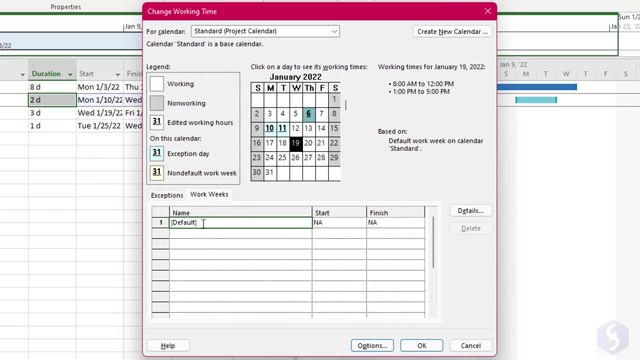 Properties
Change Working Time
Jan 9,
Sun 1/2
3/22
For calendar: Standard (Project Calendar)
Create New Calendar ...
Calendar 'Standard' is a base calendar.
Duration Start Finis
Jan 9, '22
S M T W
8 d Mon 1/3/22 Thu 1
2 d Mon 1/10/22 Wed
3 d Wed 1/19/2 Fri 1
1 d Tue 1/25/22 Wed
Legend:
Working
Nonworking
31 Edited working hours
On this calendar:
31 Exception day
31 Nondefault work week
Click on a day to see its working times:
January 2022
S M T W Th F S
1
2 3 4 5 6 7 8
9 10 11 12 13 14 15
16 17 18 19 20 21 22
23 24 25 26 27 28 29
30 31
Working times for January 19, 2022:
• 8:00 AM to 12:00 PM
• 1:00 PM to 5:00 PM
Based on:
Default work week on calendar
'Standard'.
Exceptions Work Weeks
Name Start Finish
1 [Default] NA NA
Details...
Delete
Help
Options...
OK
Cancel